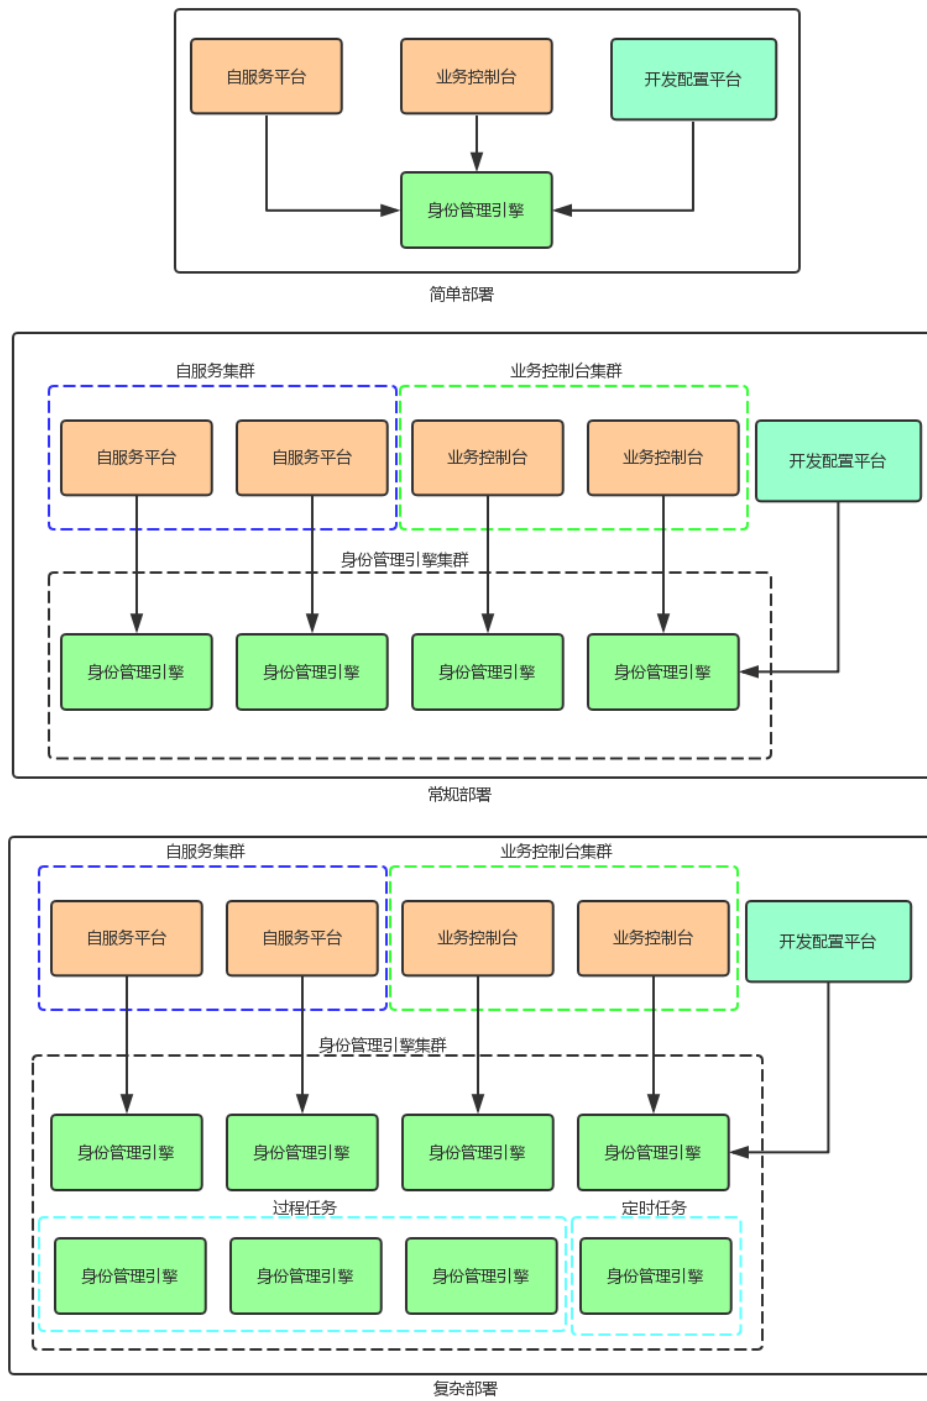 自服务平台
业务控制台
开发配置平台
身份管理引擎
简单部署
自服务集群
业务控制台集群
自服务平台
自服务平台
业务控制台
业务控制台
开发配置平台
身份管理引擎集群
身份管理引擎
身份管理引擎
身份管理引擎
身份管理引擎
常规部署
自服务集群
业务控制台集群
自服务平台
自服务平台
业务控制台
业务控制台
开发配置平台
身份管理引擎集群
身份管理引擎
身份管理引擎
身份管理引擎
身份管理引擎
过程任务
定时任务
身份管理引擎
身份管理引擎
身份管理引擎
身份管理引擎
复杂部署